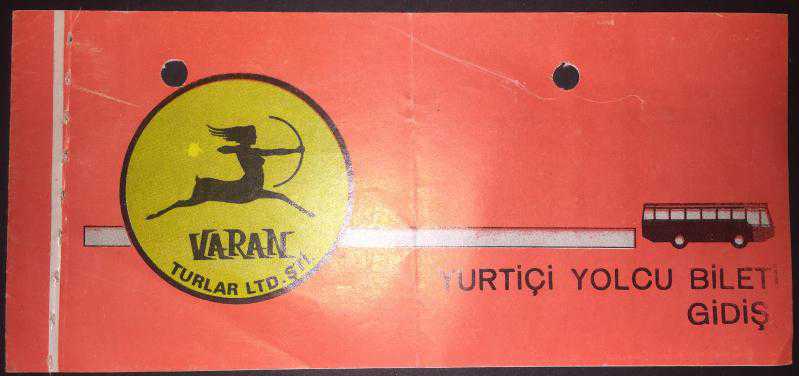 VARAN
TURLAR LTD. ŞTİ.
YURTİÇİ YOLCU BİLETİ
GİDİŞ